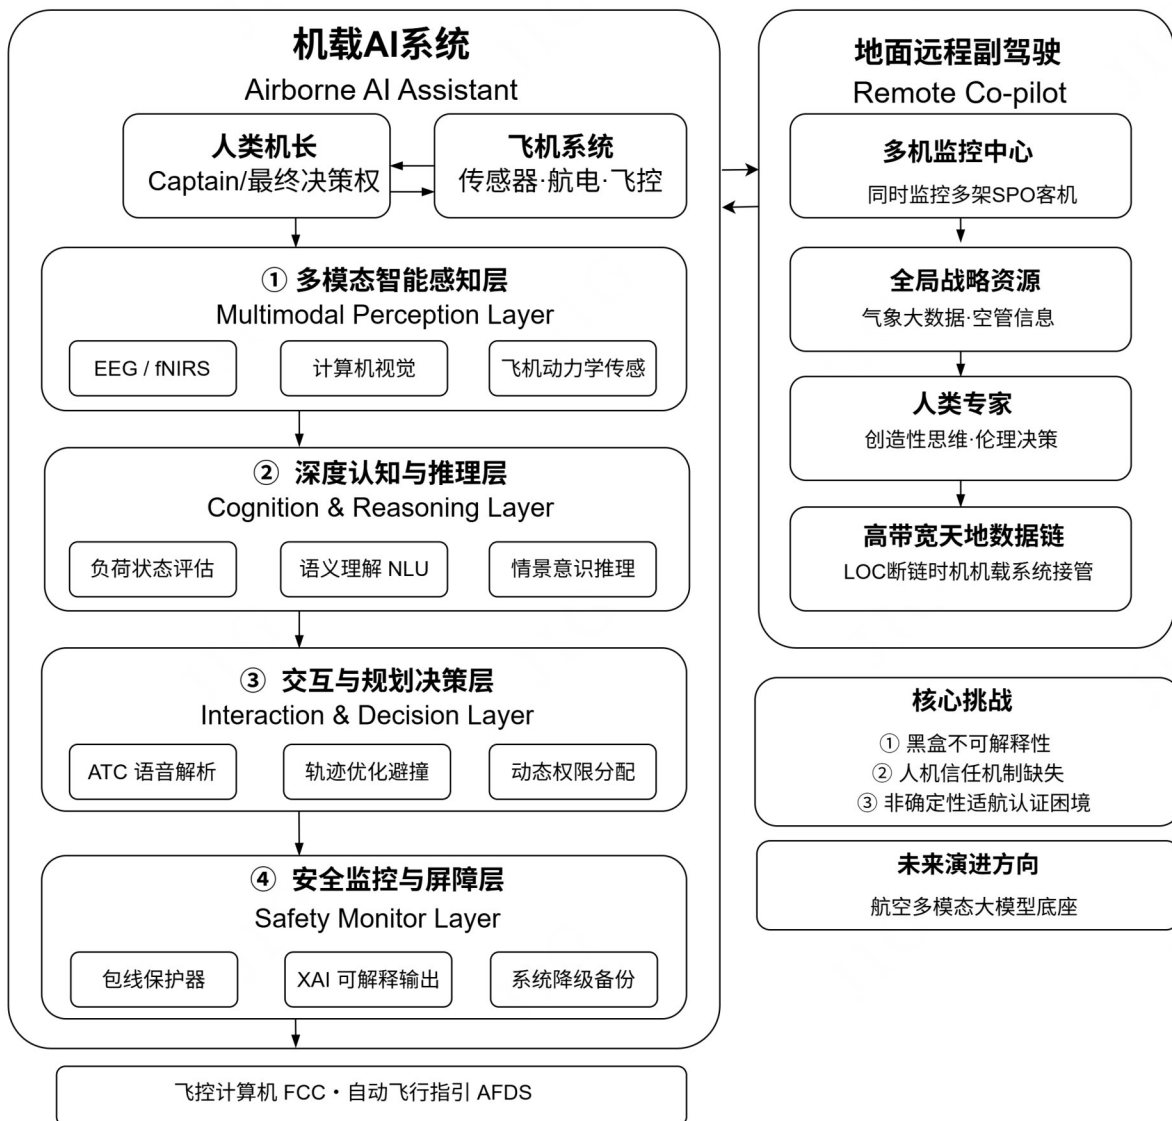 机载AI系统
Airborne AI Assistant
人类机长
Captain/最终决策权
飞机系统
传感器·航电·飞控
① 多模态智能感知层
Multimodal Perception Layer
EEG / fNIRS
计算机视觉
飞机动力学传感
② 深度认知与推理层
Cognition & Reasoning Layer
负荷状态评估
语义理解 NLU
情景意识推理
③ 交互与规划决策层
Interaction & Decision Layer
ATC 语音解析
轨迹优化避撞
动态权限分配
④ 安全监控与屏障层
Safety Monitor Layer
包线保护器
XAI 可解释输出
系统降级备份
飞控计算机 FCC・自动飞行指引 AFDS
地面远程副驾驶
Remote Co-pilot
多机监控中心
同时监控多架SPO客机
全局战略资源
气象大数据·空管信息
人类专家
创造性思维·伦理决策
高带宽天地数据链
LOC断链时机机载系统接管
核心挑战
① 黑盒不可解释性
② 人机信任机制缺失
③ 非确定性适航认证困境
未来演进方向
航空多模态大模型底座